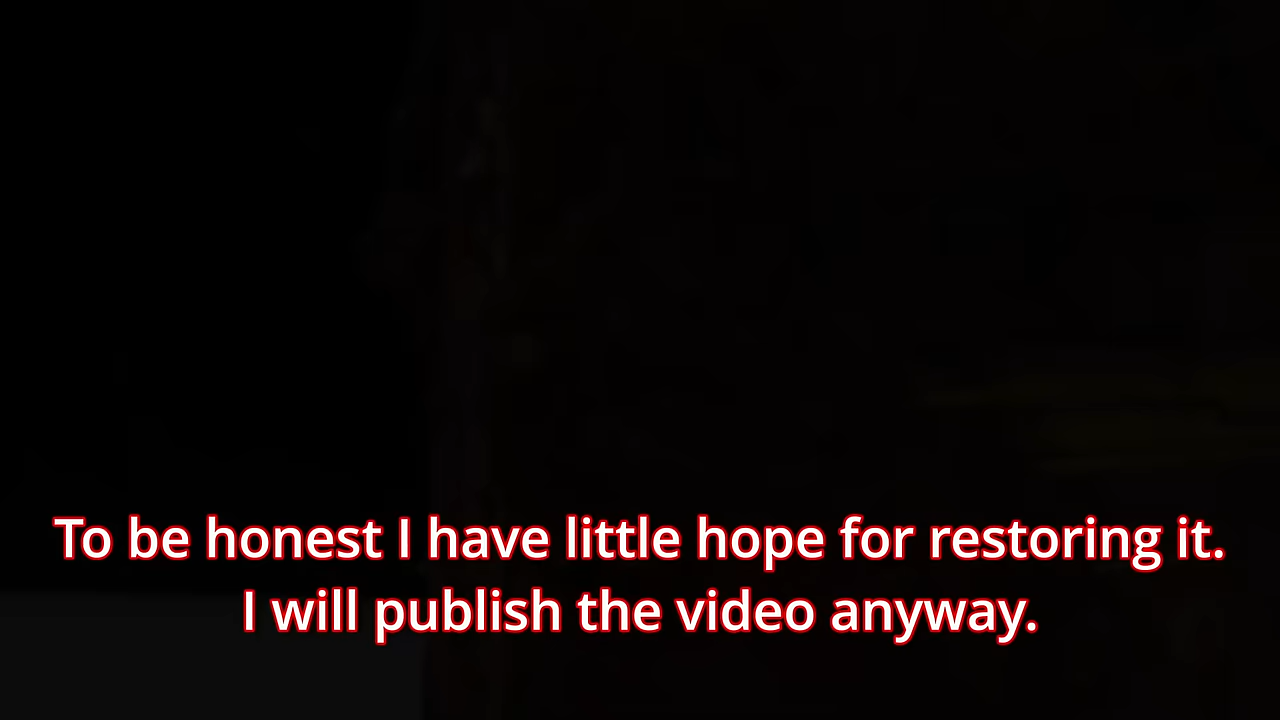 To be honest I have little hope for restoring it.
I will publish the video anyway.